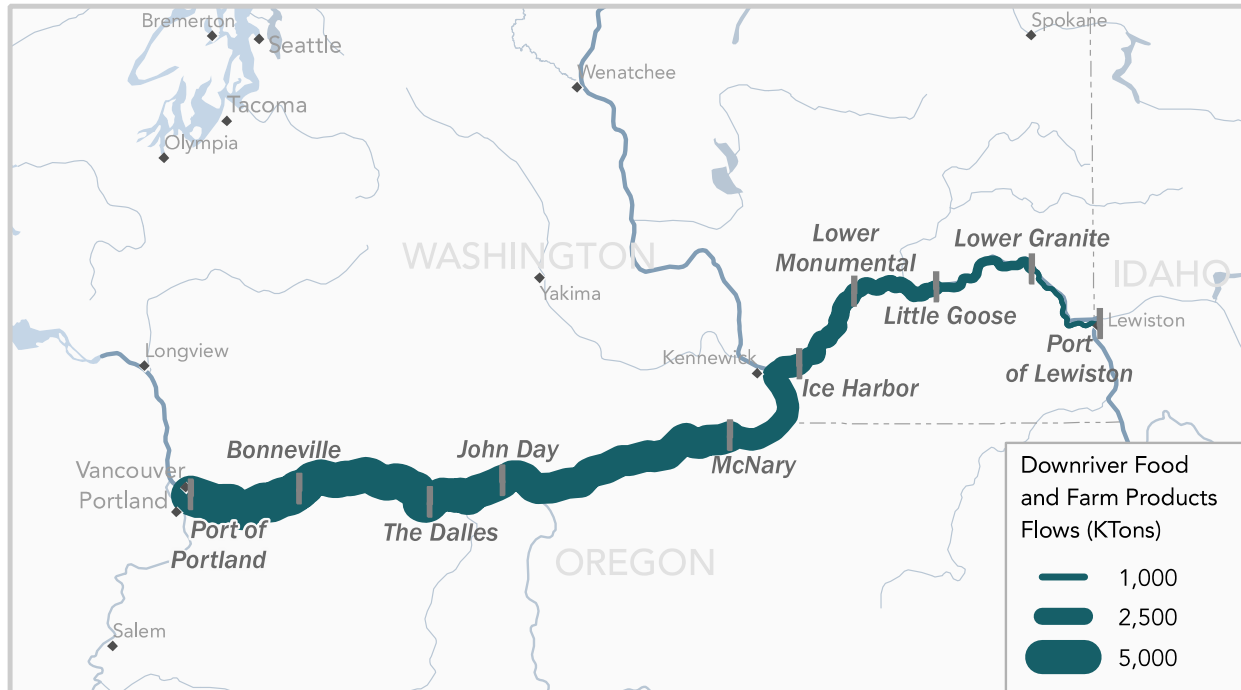 Bremerton
Seattle
Spokane
Wenatchee
Tacoma
Olympia
WASHINGTON
Yakima
Lower
Monumental
Lower Granite
IDAHO
Little Goose
Lewiston
Port
of Lewiston
Longview
Kennewick
Ice Harbor
Vancouver
Portland
Bonneville
John Day
McNary
Port of
Portland
The Dalles
OREGON
Salem
Downriver Food
and Farm Products
Flows (KTons)
1,000
2,500
5,000